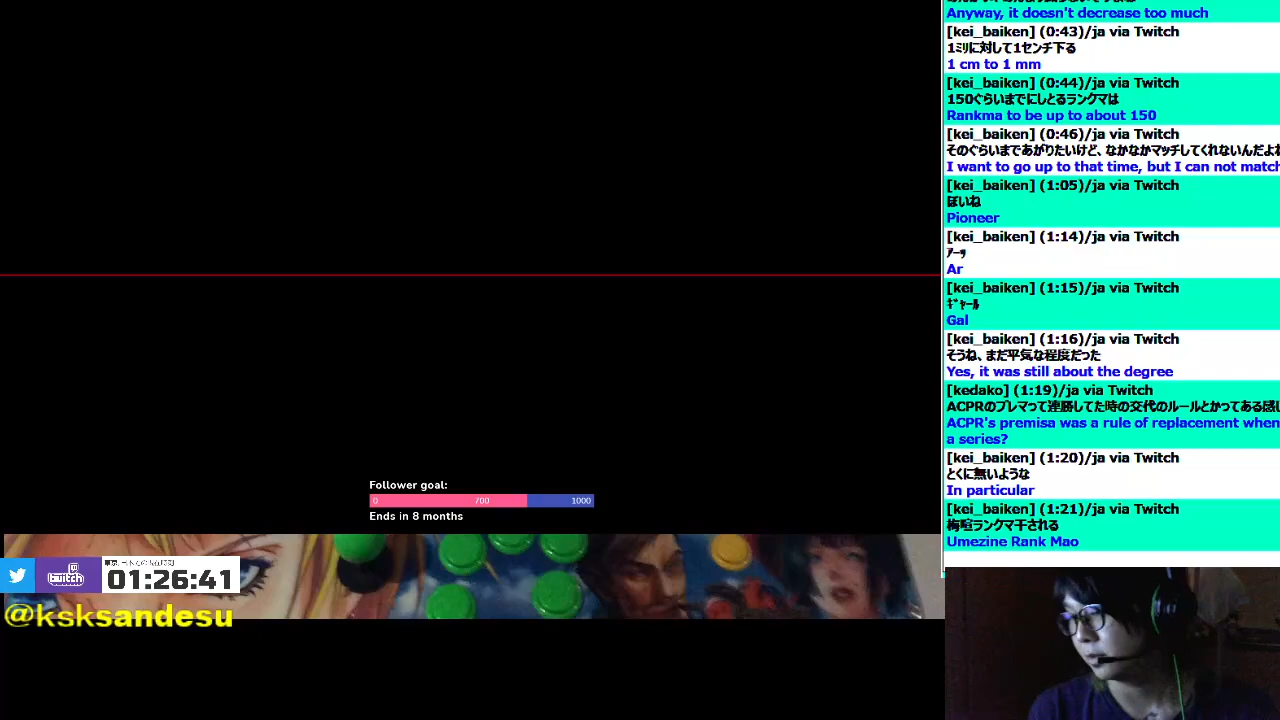 Anyway, it doesn't decrease too much
[kei_baiken] (0:43)/ja via Twitch
1ﾐﾘに対して1センチ下る
1 cm to 1 mm
[kei_baiken] (0:44)/ja via Twitch
150ぐらいまでにしとるランクマは
Rankma to be up to about 150
[kei_baiken] (0:46)/ja via Twitch
そのぐらいまであがりたいけど、なかなかマッチしてくれないんだよね
I want to go up to that time, but I can not match
[kei_baiken] (1:05)/ja via Twitch
ぽいね
Pioneer
[kei_baiken] (1:14)/ja via Twitch
ｱｰｯ
Ar
[kei_baiken] (1:15)/ja via Twitch
ｷﾞｬｰﾙ
Gal
[kei_baiken] (1:16)/ja via Twitch
そうね、まだ平気な程度だった
Yes, it was still about the degree
[kedako] (1:19)/ja via Twitch
ACPRのプレマって連勝してた時の交代のルールとかってある感じ
ACPR's premisa was a rule of replacement when
a series?
[kei_baiken] (1:20)/ja via Twitch
とくに無いような
In particular
[kei_baiken] (1:21)/ja via Twitch
梅喧ランクマ干される
Umezine Rank Mao
Follower goal:
0 700 1000
Ends in 8 months
twitch
01:26:41
@ksksandesu